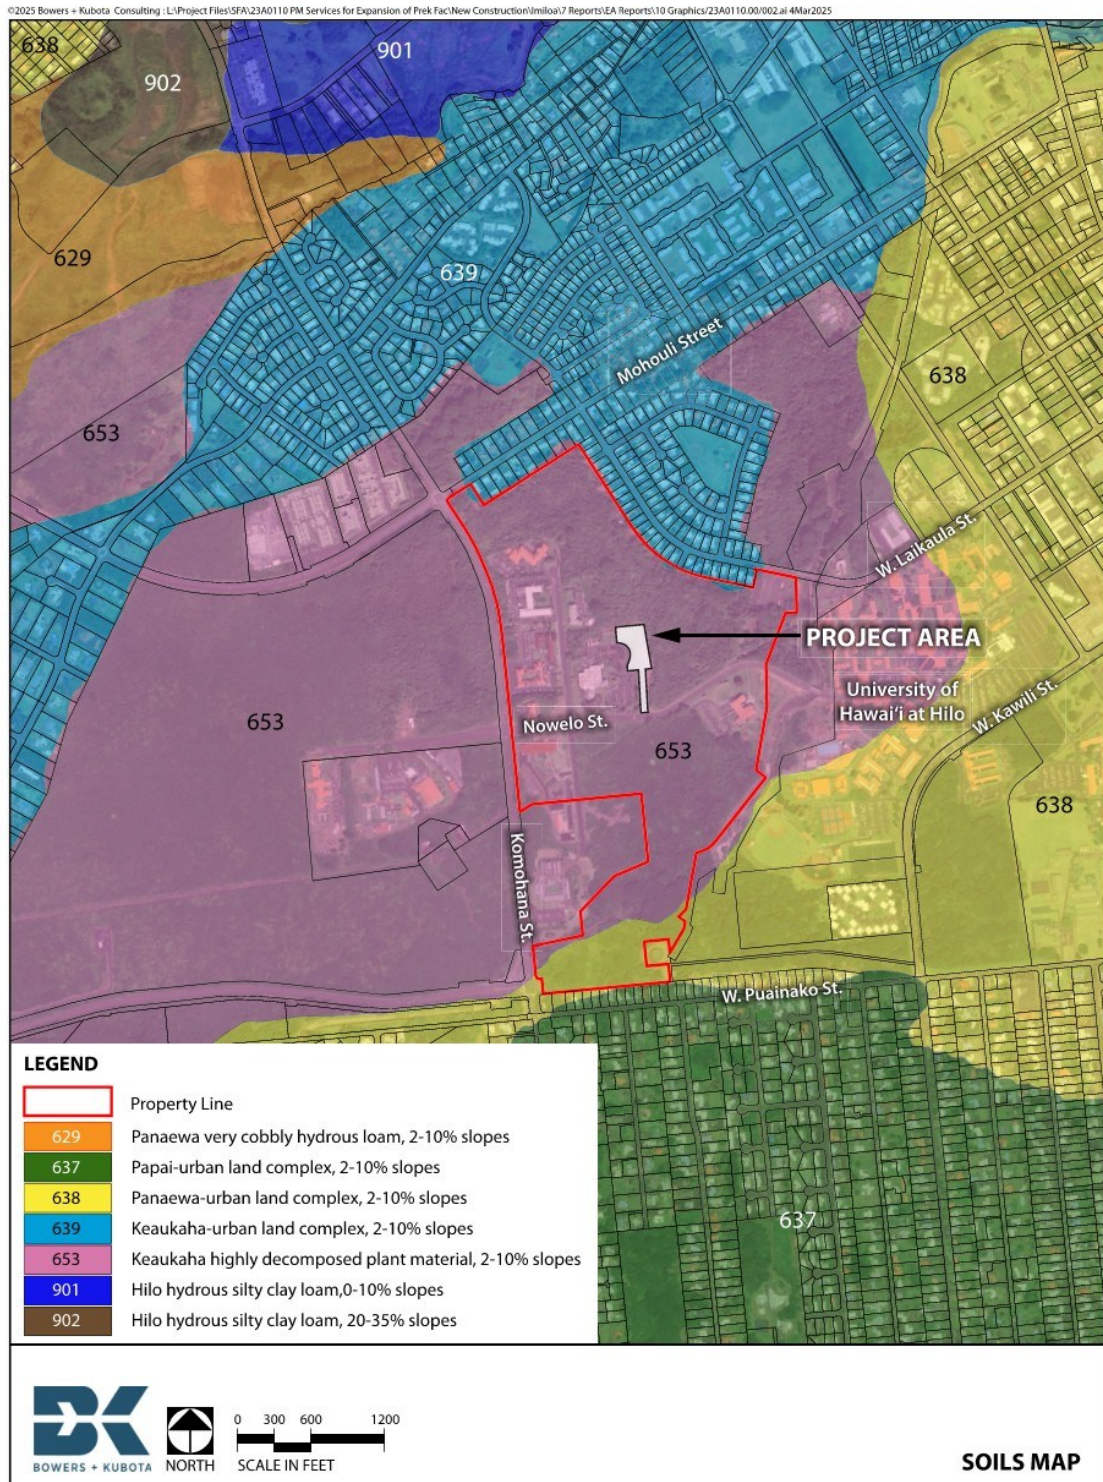 ©2025 Bowers + Kubota Consulting : L:\Project Files\SFA\23A0110 PM Services for Expansion of Prek Fac\New Construction\Imiloa\7 Reports\EA Reports\10 Graphics/23A0110.00/002.ai 4Mar2025
638
902
901
629
639
Mohouli Street
638
653
W. Laikaula St.
PROJECT AREA
University of
Hawai'i at Hilo
W. Kawili St.
653
Nowelo St.
653
638
Komohana St.
W. Puainako St.
637
LEGEND
Property Line
629 Panaewa very cobbly hydrous loam, 2-10% slopes
637 Papai-urban land complex, 2-10% slopes
638 Panaewa-urban land complex, 2-10% slopes
639 Keaukaha-urban land complex, 2-10% slopes
653 Keaukaha highly decomposed plant material, 2-10% slopes
901 Hilo hydrous silty clay loam,0-10% slopes
902 Hilo hydrous silty clay loam, 20-35% slopes
BK
BOWERS + KUBOTA
NORTH
0 300 600 1200
SCALE IN FEET
SOILS MAP